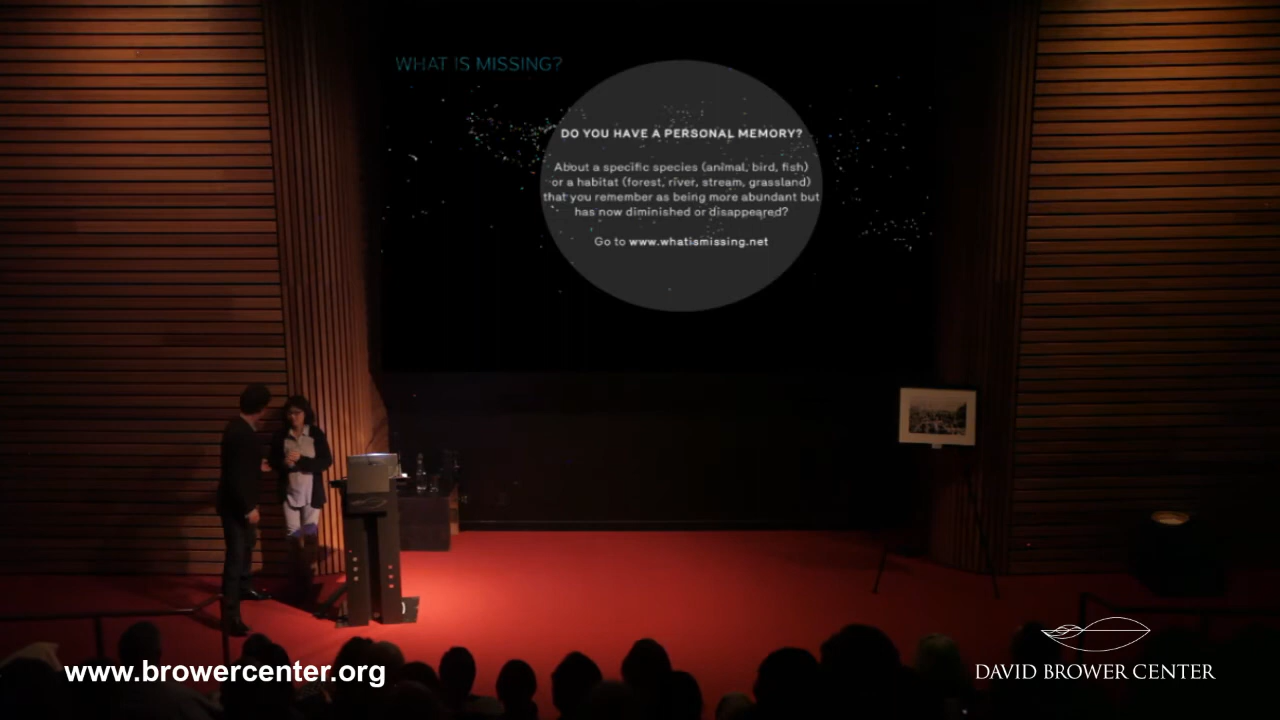 WHAT IS MISSING?
DO YOU HAVE A PERSONAL MEMORY?
About a specific species (animal, bird, fish)
or a habitat (forest, river, stream, grassland)
that you remember as being more abundant but
has now diminished or disappeared?
Go to www.whatismissing.net
www.browercenter.org
DAVID BROWER CENTER